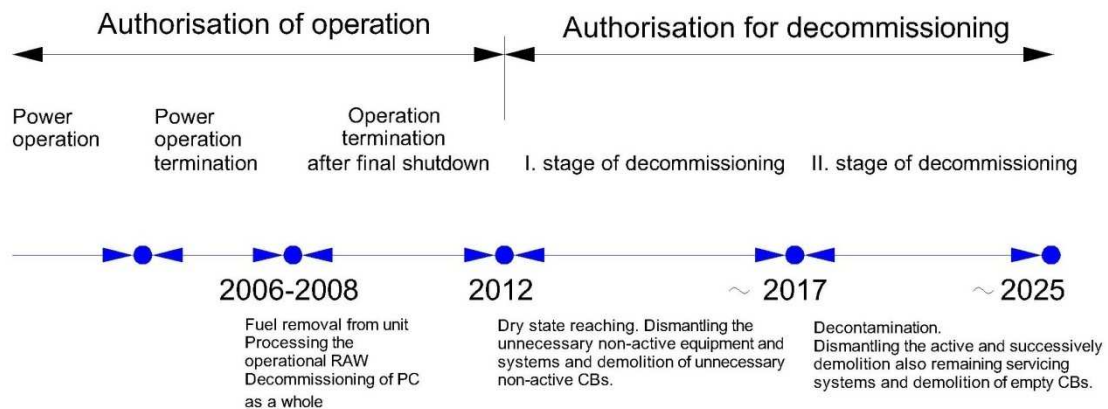 Authorisation of operation
Authorisation for decommissioning
Power
operation
Power
operation
termination
Operation
termination
after final shutdown
I. stage of decommissioning
II. stage of decommissioning
2006-2008
2012
~ 2017
~ 2025
Fuel removal from unit
Processing the
operational RAW
Decommissioning of PC
as a whole
Dry state reaching. Dismantling the
unnecessary non-active equipment and
systems and demolition of unnecessary
non-active CBs.
Decontamination.
Dismantling the active and successively
demolition also remaining servicing
systems and demolition of empty CBs.